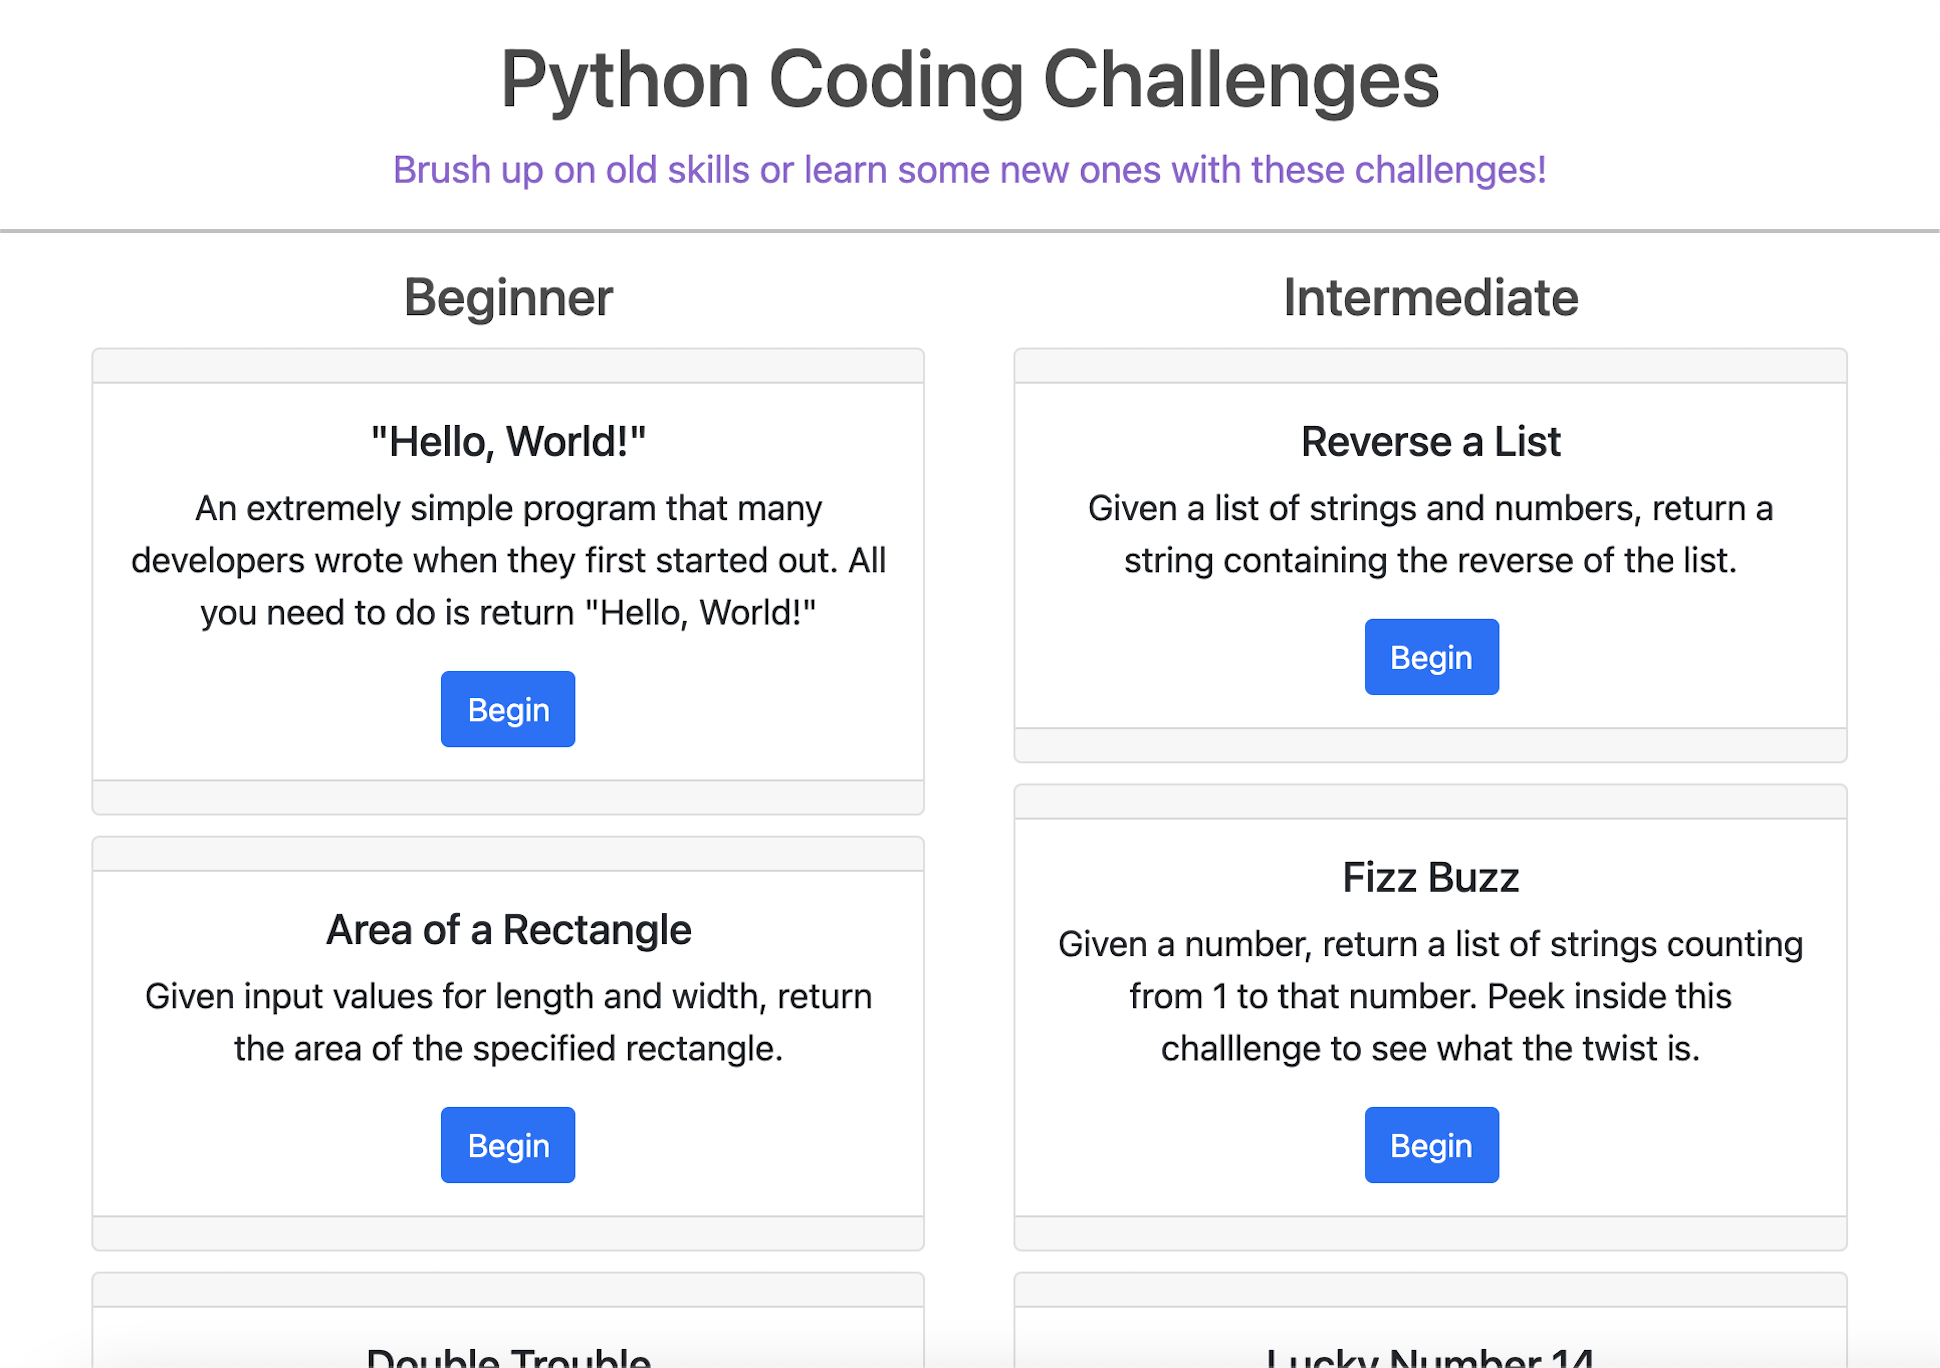 Python Coding Challenges
Brush up on old skills or learn some new ones with these challenges!
Beginner
"Hello, World!"
An extremely simple program that many
developers wrote when they first started out. All
you need to do is return "Hello, World!"
Begin
Area of a Rectangle
Given input values for length and width, return
the area of the specified rectangle.
Begin
Double Trouble
Intermediate
Reverse a List
Given a list of strings and numbers, return a
string containing the reverse of the list.
Begin
Fizz Buzz
Given a number, return a list of strings counting
from 1 to that number. Peek inside this
challlenge to see what the twist is.
Begin
Lucky Number 14